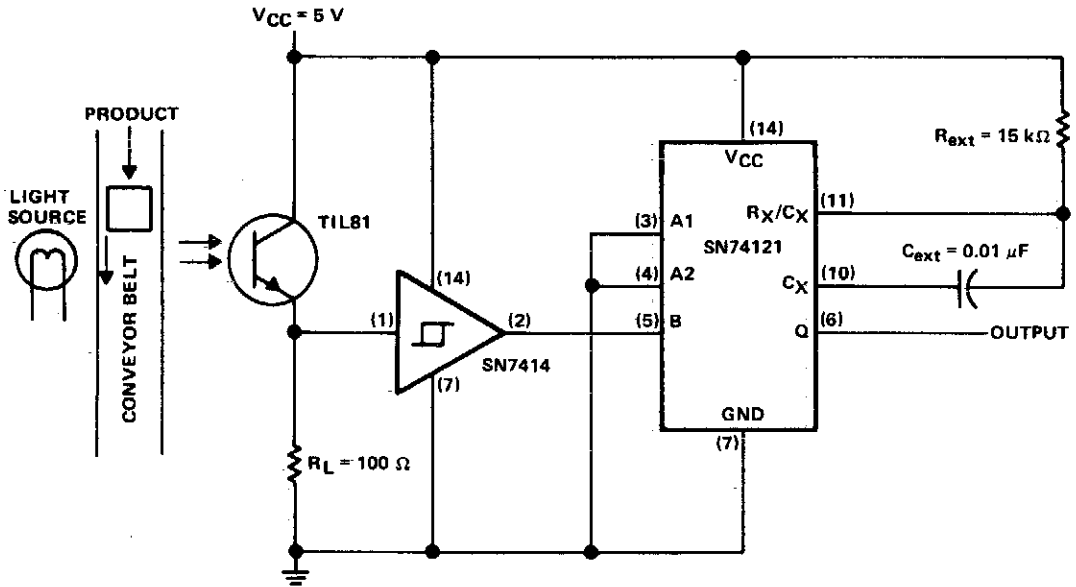 VCC = 5 V
PRODUCT
LIGHT
SOURCE
CONVEYOR BELT
TIL81
(14)
(1)
(2)
SN7414
(7)
RL = 100 Ω
(14)
VCC
(3) A1
(4) A2
(5) B
SN74121
RX/CX (11)
CX (10)
Q (6)
GND
(7)
Rext = 15 kΩ
Cext = 0.01 μF
OUTPUT